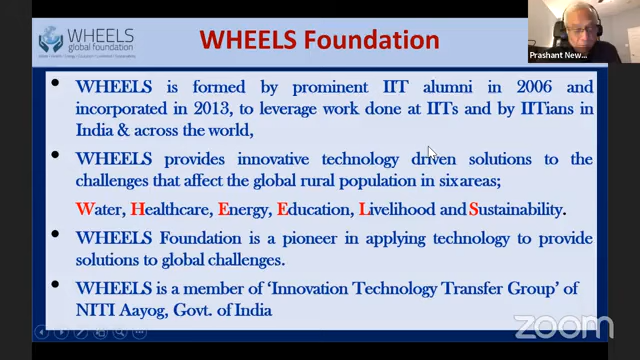 WHEELS
global foundation
WHEELS Foundation
Prashant New...
• WHEELS is formed by prominent IIT alumni in 2006 and
incorporated in 2013, to leverage work done at IITs and by IITians in
India & across the world,
• WHEELS provides innovative technology driven solutions to the
challenges that affect the global rural population in six areas;
Water, Healthcare, Energy, Education, Livelihood and Sustainability.
• WHEELS Foundation is a pioneer in applying technology to provide
solutions to global challenges.
• WHEELS is a member of ‘Innovation Technology Transfer Group’ of
NITI Aayog, Govt. of India
zoom